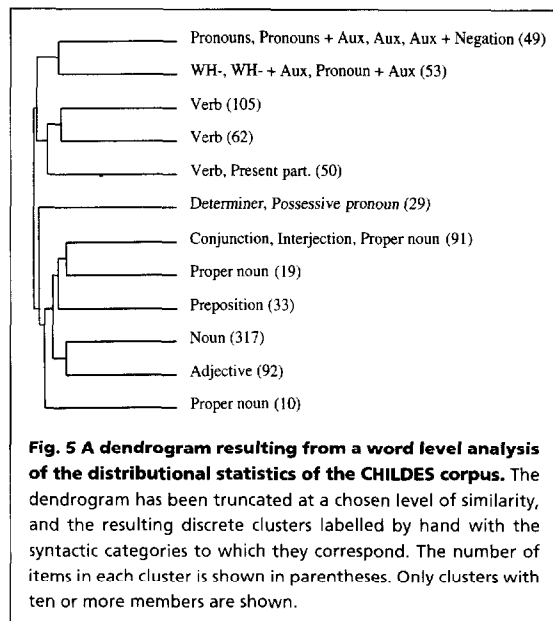 Pronouns, Pronouns + Aux, Aux, Aux + Negation (49)
WH-, WH- + Aux, Pronoun + Aux (53)
Verb (105)
Verb (62)
Verb, Present part. (50)
Determiner, Possessive pronoun (29)
Conjunction, Interjection, Proper noun (91)
Proper noun (19)
Preposition (33)
Noun (317)
Adjective (92)
Proper noun (10)
Fig. 5 A dendrogram resulting from a word level analysis
of the distributional statistics of the CHILDES corpus. The
dendrogram has been truncated at a chosen level of similarity,
and the resulting discrete clusters labelled by hand with the
syntactic categories to which they correspond. The number of
items in each cluster is shown in parentheses. Only clusters with
ten or more members are shown.